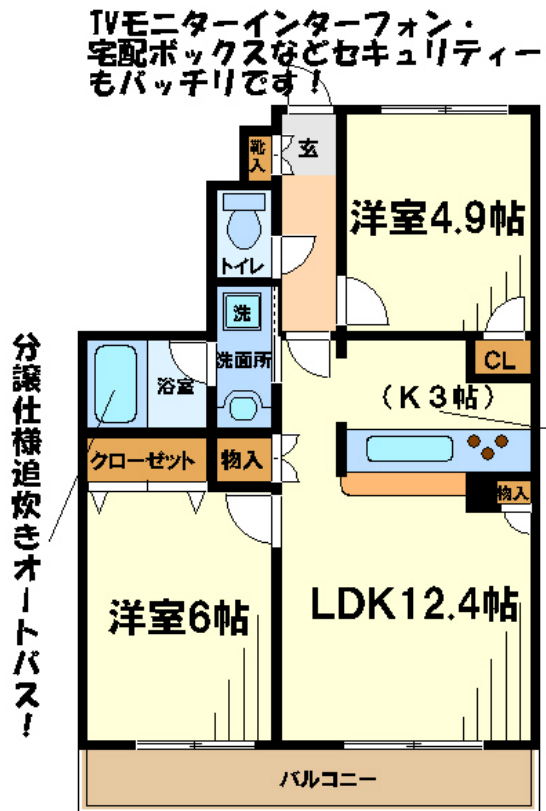 TVモニターインターフォン・
宅配ボックスなどセキュリティー
もバッチリです！
靴入
玄
洋室4.9帖
トイレ
洗
洗面所
浴室
CL
(K3帖)
クローゼット
物入
物入
洋室6帖
LDK12.4帖
バルコニー
分譲仕様追炊きオートバス！